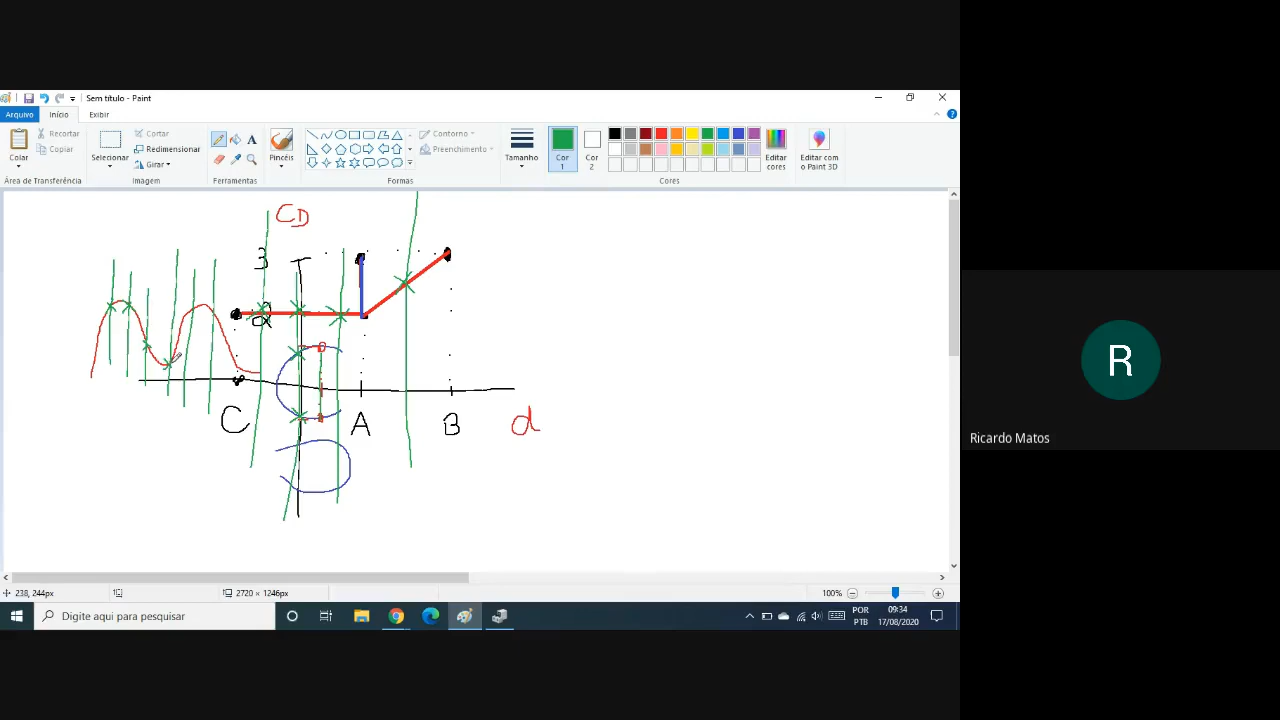 Sem título - Paint
Arquivo Início Exibir
Colar
Recortar
Copiar
Área de Transferência
Selecionar
Cortar
Redimensionar
Girar
Imagem
A
Ferramentas
Pincéis
Contorno
Preenchimento
Formas
Tamanho
Cor 1
Cor 2
Editar cores
Cores
Editar com o Paint 3D
CD
3
2
C A B d
Ricardo Matos
R
238, 244px
2720 × 1246px
100%
Digite aqui para pesquisar
POR
PTB
09:34
17/08/2020